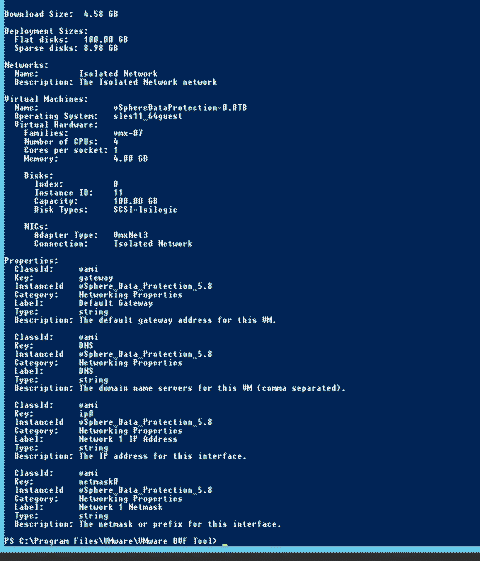 Download Size:  4.58 GB
Deployment Sizes:
Flat disks:   100.00 GB
Sparse disks: 8.98 GB
Networks:
Name:        Isolated Network
Description: The Isolated Network network
Virtual Machines:
Name:               vSphereDataProtection-0.0TB
Operating System:   sles11_64guest
Virtual Hardware:
Families:         vmx-07
Number of CPUs:   4
Cores per socket: 1
Memory:           4.00 GB
Disks:
Index:          0
Instance ID:    11
Capacity:       100.00 GB
Disk Types:     SCSI-lsilogic
NICs:
Adapter Type:   VmxNet3
Connection:     Isolated Network
Properties:
ClassId:     vami
Key:         gateway
InstanceId   vSphere_Data_Protection_5.8
Category:    Networking Properties
Label:       Default Gateway
Type:        string
Description: The default gateway address for this VM.
ClassId:     vami
Key:         DNS
InstanceId   vSphere_Data_Protection_5.8
Category:    Networking Properties
Label:       DNS
Type:        string
Description: The domain name servers for this VM (comma separated).
ClassId:     vami
Key:         ip0
InstanceId   vSphere_Data_Protection_5.8
Category:    Networking Properties
Label:       Network 1 IP Address
Type:        string
Description: The IP address for this interface.
ClassId:     vami
Key:         netmask0
InstanceId   vSphere_Data_Protection_5.8
Category:    Networking Properties
Label:       Network 1 Netmask
Type:        string
Description: The netmask or prefix for this interface.
PS C:\Program Files\VMware\VMware OVF Tool> _